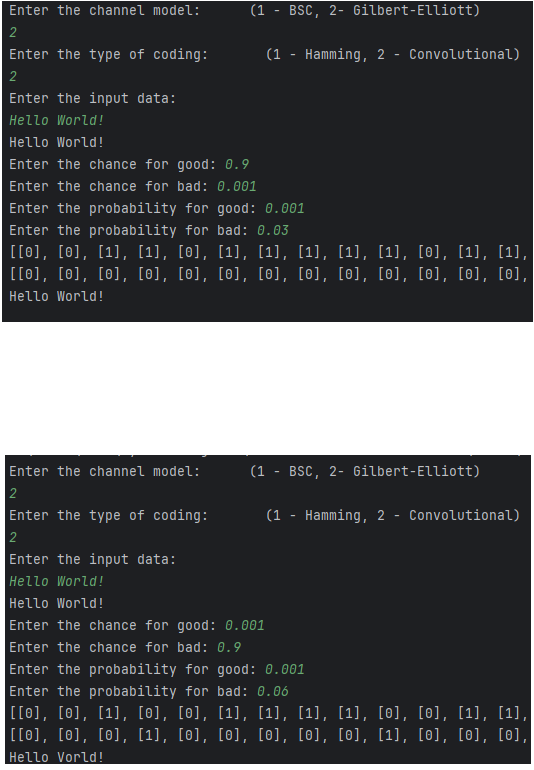 Enter the channel model:      (1 - BSC, 2- Gilbert-Elliott)
2
Enter the type of coding:       (1 - Hamming, 2 - Convolutional)
2
Enter the input data:
Hello World!
Hello World!
Enter the chance for good: 0.9
Enter the chance for bad: 0.001
Enter the probability for good: 0.001
Enter the probability for bad: 0.03
[[0], [0], [1], [1], [0], [1], [1], [1], [1], [1], [0], [1], [1],
[[0], [0], [0], [0], [0], [0], [0], [0], [0], [0], [0], [0], [0],
Hello World!
Enter the channel model:      (1 - BSC, 2- Gilbert-Elliott)
2
Enter the type of coding:       (1 - Hamming, 2 - Convolutional)
2
Enter the input data:
Hello World!
Hello World!
Enter the chance for good: 0.001
Enter the chance for bad: 0.9
Enter the probability for good: 0.001
Enter the probability for bad: 0.06
[[0], [0], [1], [0], [0], [1], [1], [1], [1], [0], [0], [1], [1],
[[0], [0], [0], [1], [0], [0], [0], [0], [0], [1], [0], [0], [0],
Hello Vorld!